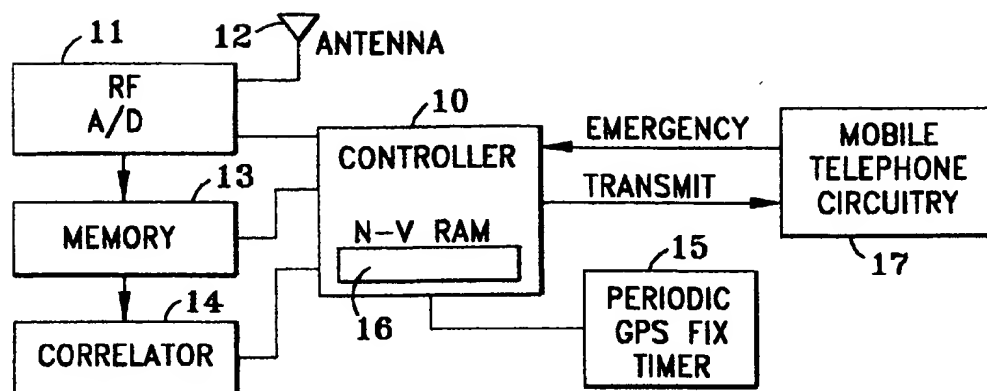 11
12
ANTENNA
RF
A/D
10
CONTROLLER
EMERGENCY
TRANSMIT
MOBILE
TELEPHONE
CIRCUITRY
17
13
MEMORY
N-V RAM
16
15
PERIODIC
GPS FIX
TIMER
14
CORRELATOR